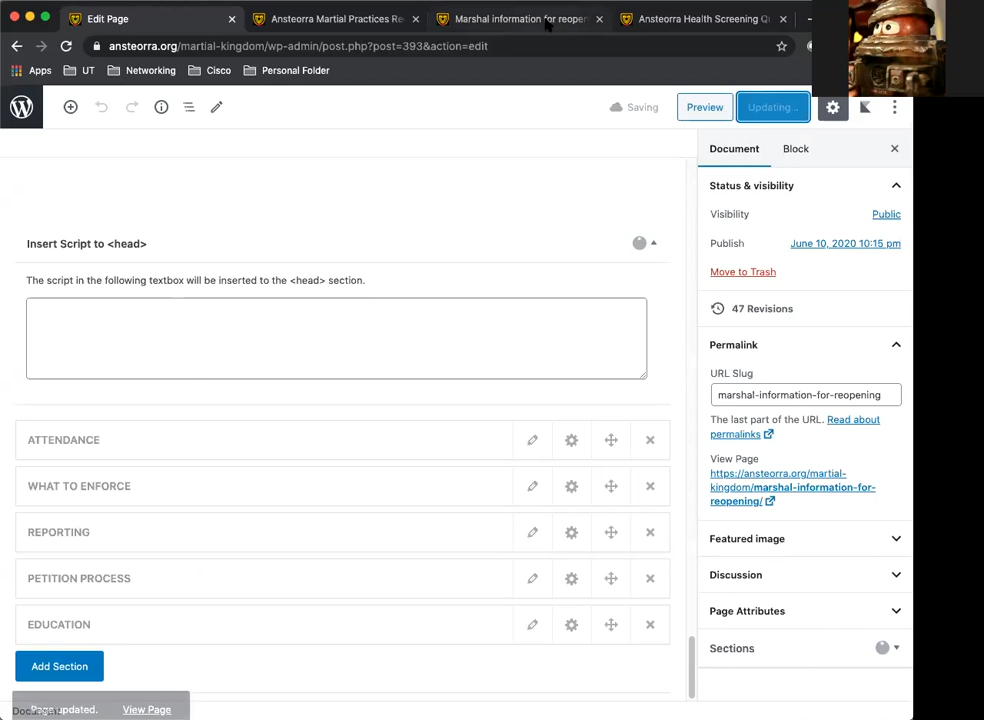 Edit Page
Ansteorra Martial Practices Re
Marshal information for reoper
Ansteorra Health Screening Q
ansteorra.org/martial-kingdom/wp-admin/post.php?post=393&action=edit
Apps UT Networking Cisco Personal Folder
Saving Preview Updating...
Document Block
Status & visibility
Visibility Public
Publish June 10, 2020 10:15 pm
Move to Trash
47 Revisions
Permalink
URL Slug
marshal-information-for-reopening
The last part of the URL. Read about
permalinks
View Page
https://ansteorra.org/martial-
kingdom/marshal-information-for-
reopening/
Featured image
Discussion
Page Attributes
Sections
Insert Script to <head>
The script in the following textbox will be inserted to the <head> section.
ATTENDANCE
WHAT TO ENFORCE
REPORTING
PETITION PROCESS
EDUCATION
Add Section
Page updated. View Page